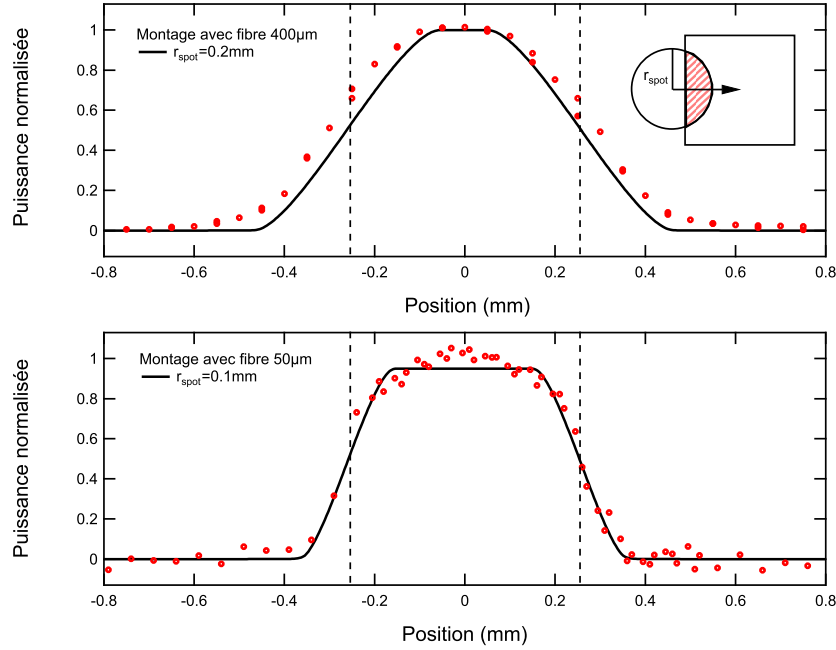 Puissance normalisée
1
0.8
0.6
0.4
0.2
0
Montage avec fibre 400µm
r_spot=0.2mm
r_spot
-0.8 -0.6 -0.4 -0.2 0 0.2 0.4 0.6 0.8
Position (mm)
Puissance normalisée
1
0.8
0.6
0.4
0.2
0
Montage avec fibre 50µm
r_spot=0.1mm
-0.8 -0.6 -0.4 -0.2 0 0.2 0.4 0.6 0.8
Position (mm)